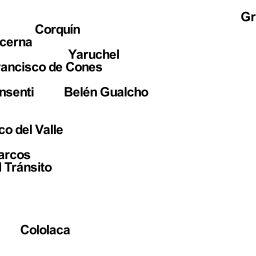 Gr
Corquín
cerna
Yaruchel
rancisco de Cones
nsenti
Belén Gualcho
co del Valle
arcos
l Tránsito
Cololaca